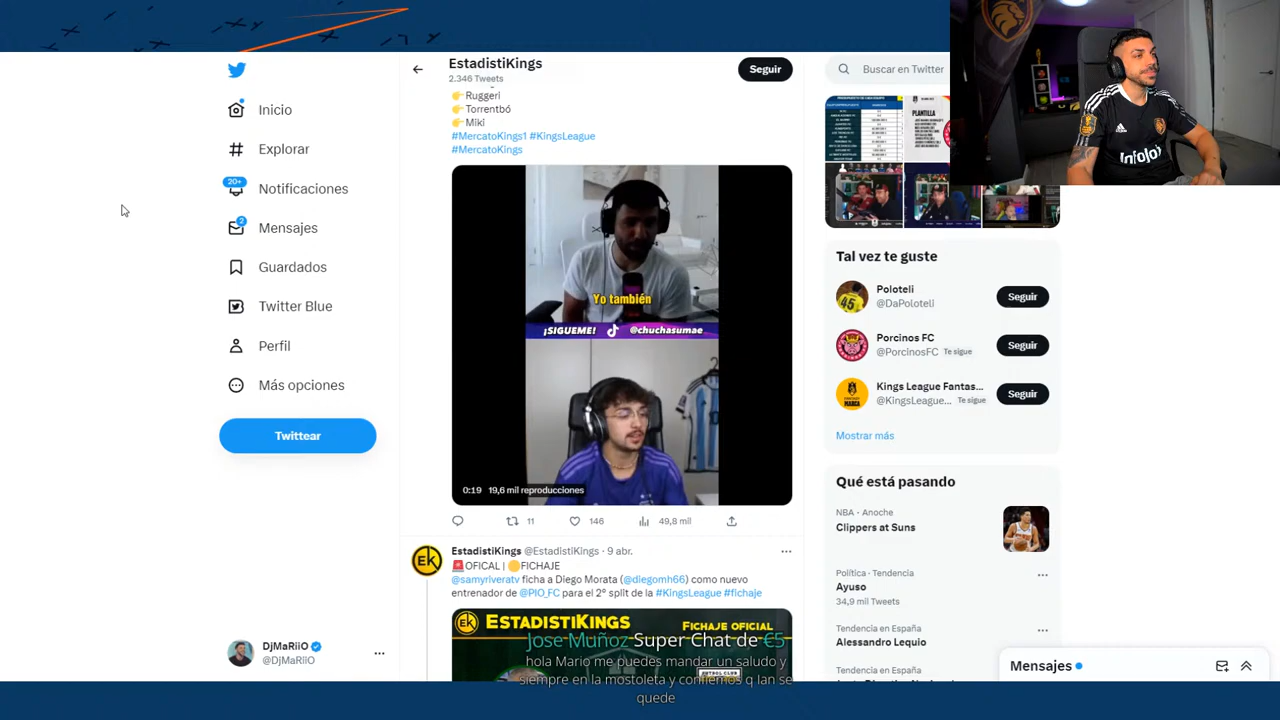 EstadistiKings
2.346 Tweets
Seguir
Buscar en Twitter
Inicio
Explorar
20+
Notificaciones
2
Mensajes
Guardados
Twitter Blue
Perfil
Más opciones
Twittear
DjMaRiiO
@DjMaRiiO
Ruggeri
Torrentbó
Miki
#MercatoKings1 #KingsLeague
#MercatoKings
Yo también
¡SIGUEME! @chuchasumae
0:19 19,6 mil reproducciones
11
146
49,8 mil
EstadistiKings @EstadistiKings · 9 abr.
OFICAL | FICHAJE
@samyriveratv ficha a Diego Morata (@diegomh66) como nuevo
entrenador de @PIO_FC para el 2º split de la #KingsLeague #fichaje
EK EstadistiKings Fichaje Oficial
Jose Muñoz Super Chat de €5
hola Mario me puedes mandar un saludo y
siempre en la mostoleta y confiemos q lan se
quede
PLANTILLA
Infolo
Tal vez te guste
Poloteli
@DaPoloteli
Seguir
Porcinos FC
@PorcinosFC Te sigue
Seguir
Kings League Fantas...
@KingsLeague... Te sigue
Seguir
Mostrar más
Qué está pasando
NBA · Anoche
Clippers at Suns
Política · Tendencia
Ayuso
34,9 mil Tweets
Tendencia en España
Alessandro Lequio
Tendencia en España
Mensajes